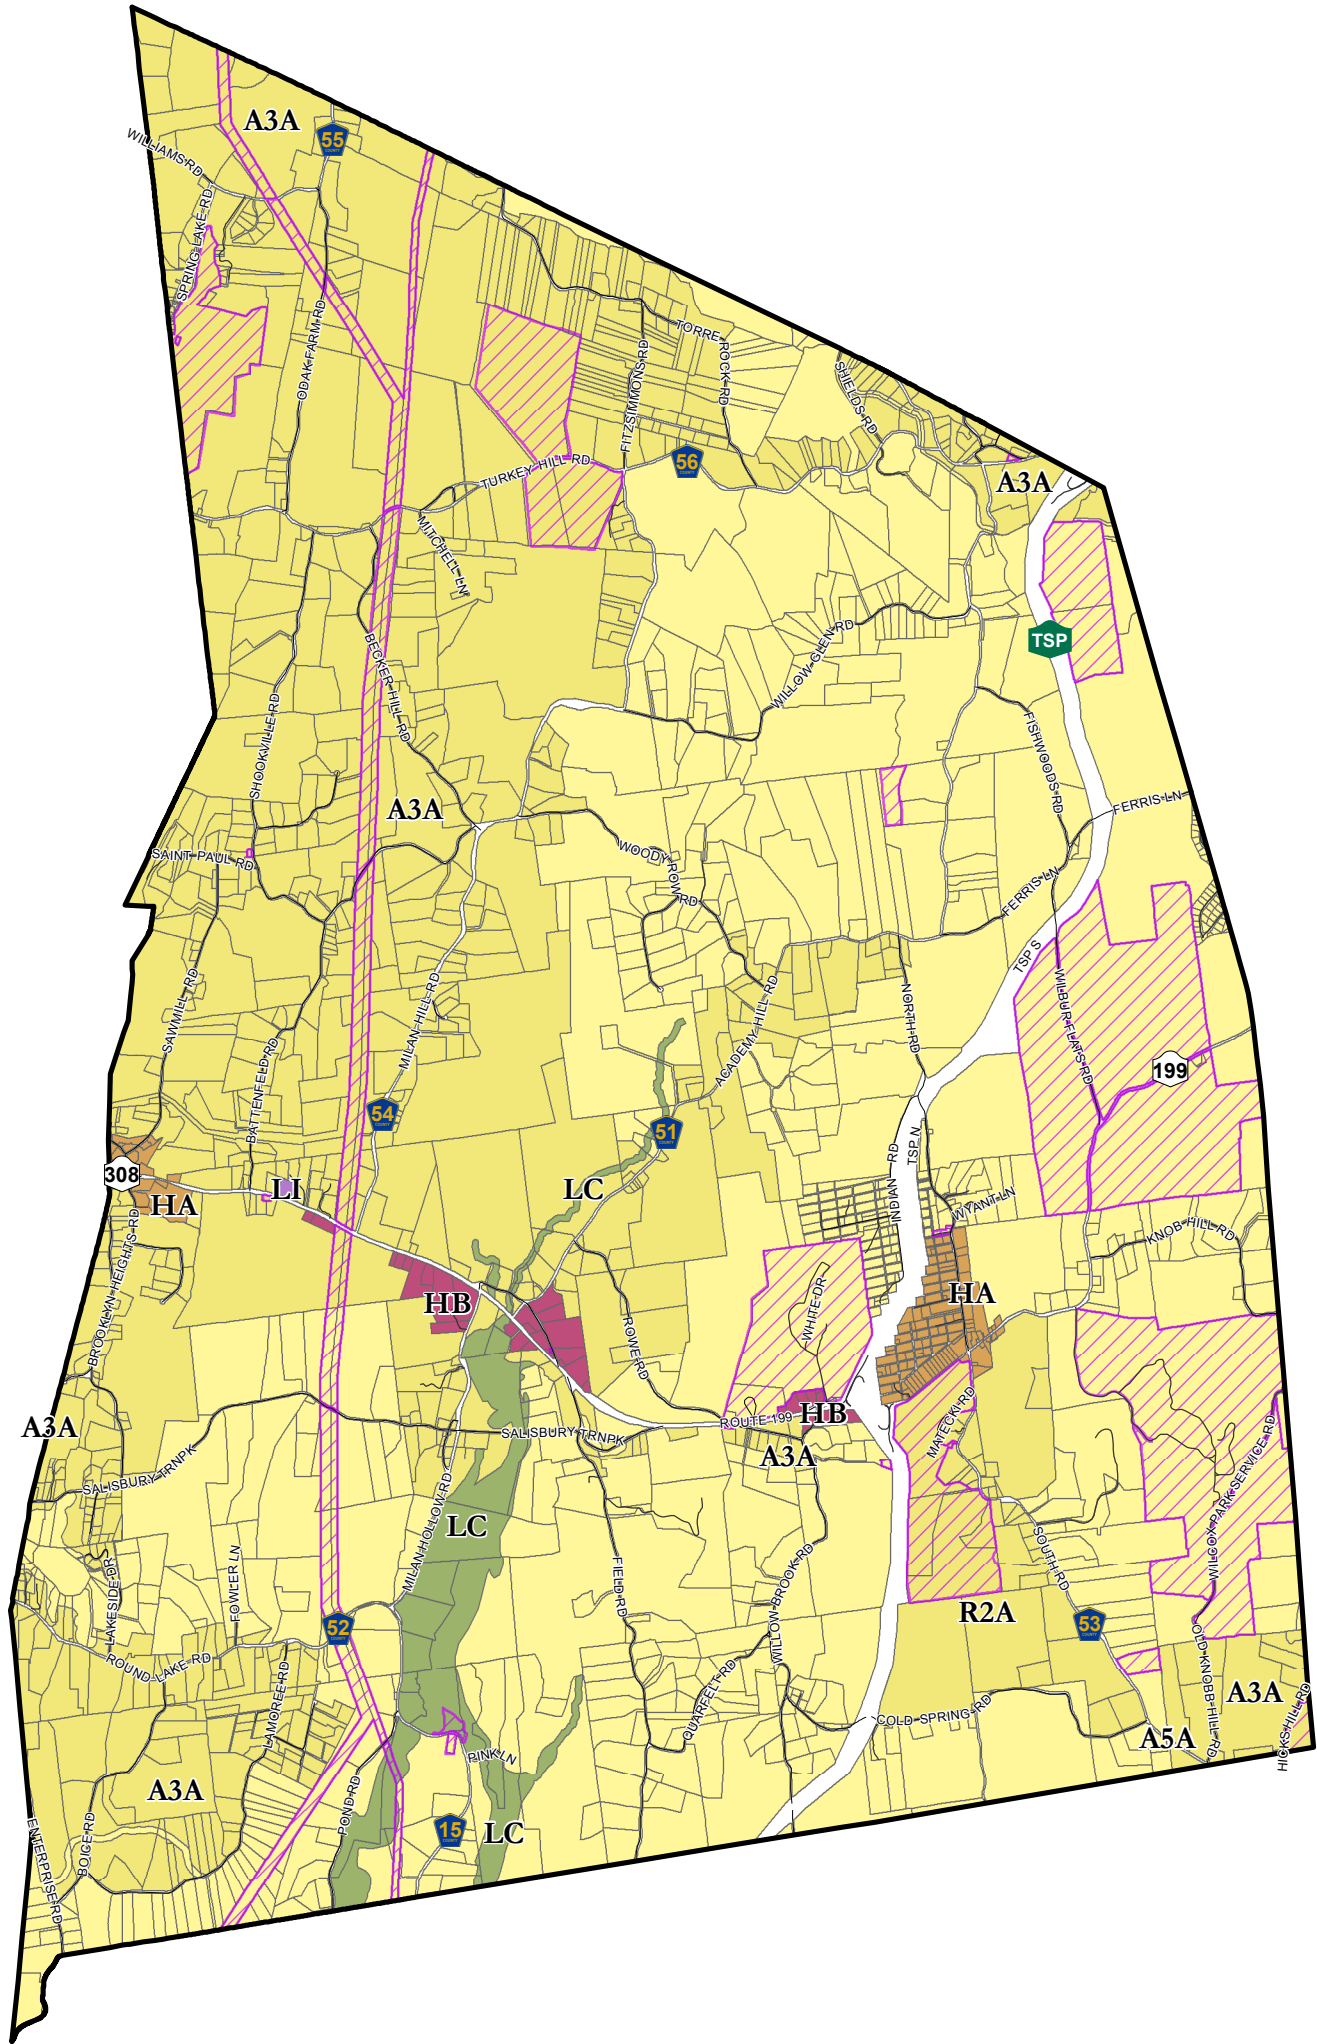 A3A
55
COUNTY
WILLIAMS RD
SPRING LAKE RD
ODAK FARM RD
TORRE ROCK RD
FITZSIMMONS RD
SHIELDS RD
56
COUNTY
TURKEY HILL RD
A3A
MITCHELL LN
TSP
BECKER HILL RD
WILLOW GLEN RD
SHOOKVILLE RD
FISHWOODS RD
A3A
FERRIS LN
SAINT PAUL RD
WOODY ROW RD
FERRIS LN
TSP S
SAWMILL RD
MILAN HILL RD
NORTH RD
WILBUR FLATS RD
ACADEMY HILL RD
199
BATTENFELD RD
54
COUNTY
51
COUNTY
INDIAN RD
TSP N
308
LI
LC
HA
WYANT LN
KNOB HILL RD
BROOKLYN HEIGHTS RD
HB
HA
WHITE DR
ROWE RD
A3A
ROUTE 199
HB
MATECKI RD
SALISBURY TRNPK
A3A
SALISBURY TRNPK
WILCOX PARK SERVICE RD
LC
MILAN HOLLOW RD
LAKESIDE DR
FOWLER LN
FIELD RD
WILLOW BROOK RD
SOUTH RD
R2A
52
COUNTY
53
COUNTY
ROUND LAKE RD
LAMOREE RD
QUARFELT RD
OLD KNOBB HILL RD
A3A
HICKS HILL RD
COLD SPRING RD
A5A
PINK LN
A3A
POND RD
15
COUNTY
LC
BOICE RD
ENTERPRISE RD